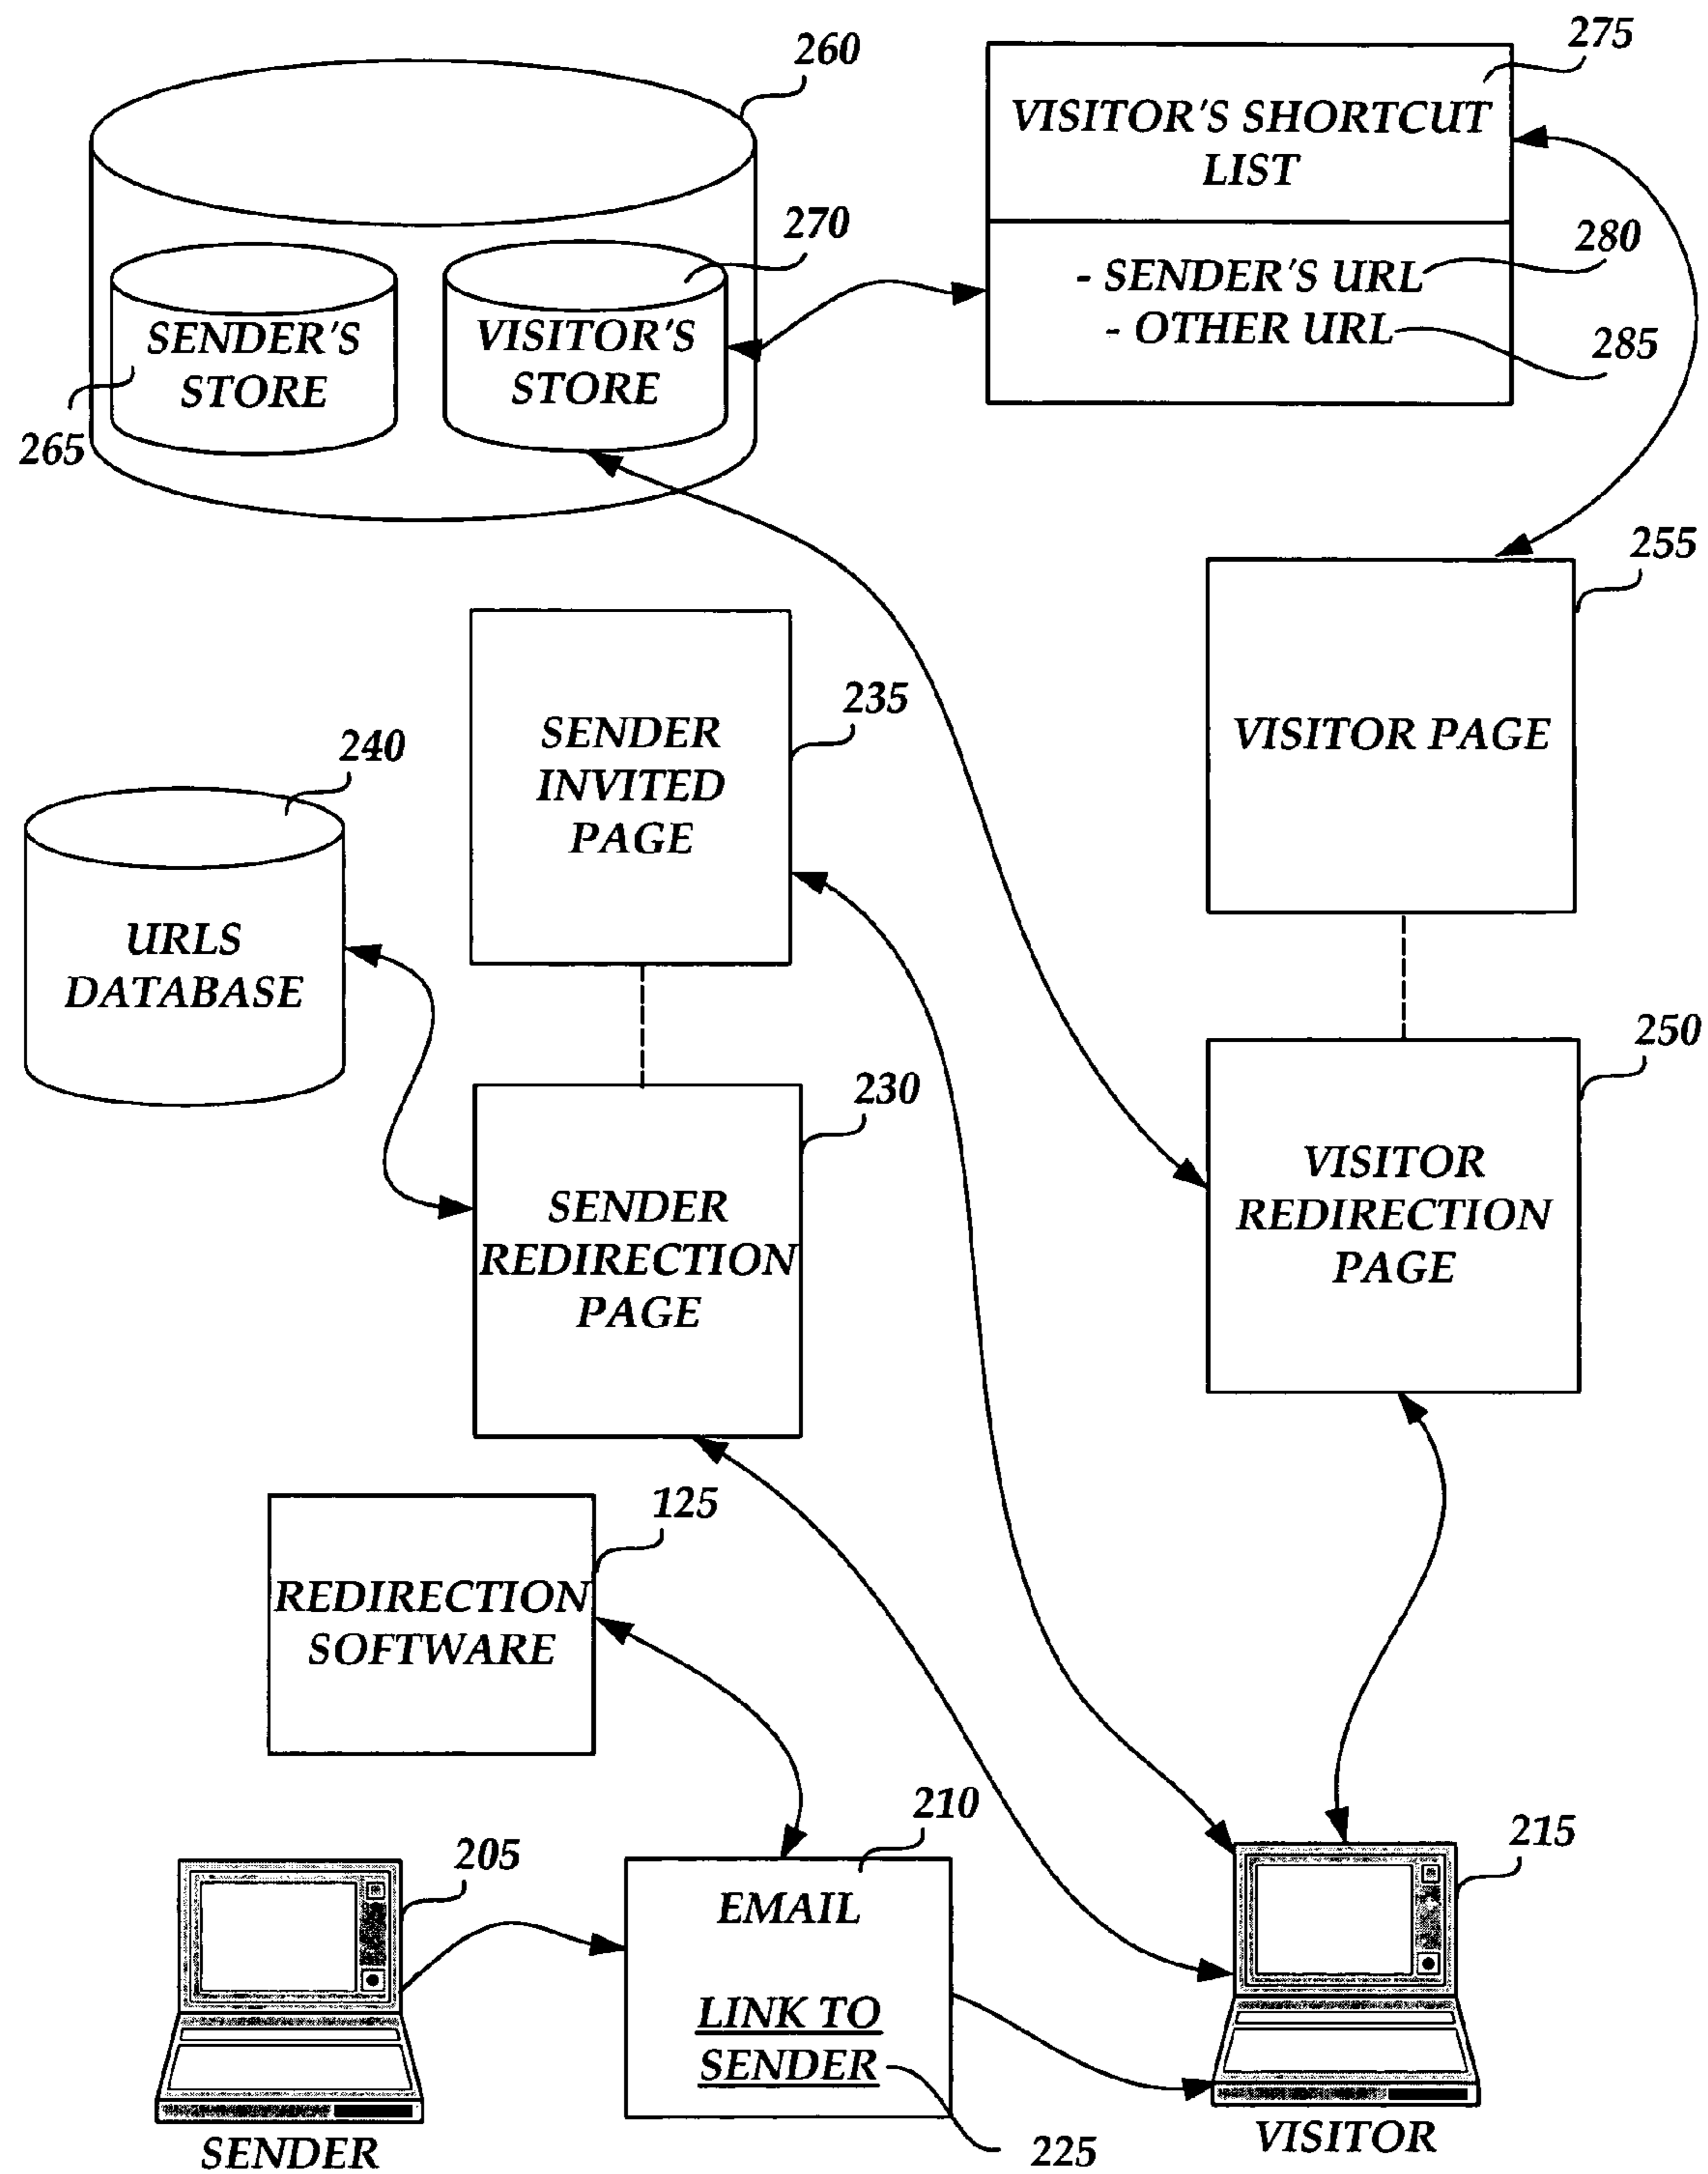 275
260
VISITOR'S SHORTCUT
LIST
270
280
- SENDER'S URL
- OTHER URL
285
SENDER'S
STORE
VISITOR'S
STORE
265
255
235
SENDER
INVITED
PAGE
VISITOR PAGE
240
URLS
DATABASE
250
230
VISITOR
REDIRECTION
PAGE
SENDER
REDIRECTION
PAGE
125
REDIRECTION
SOFTWARE
210
215
205
EMAIL
LINK TO
SENDER
225
SENDER
VISITOR